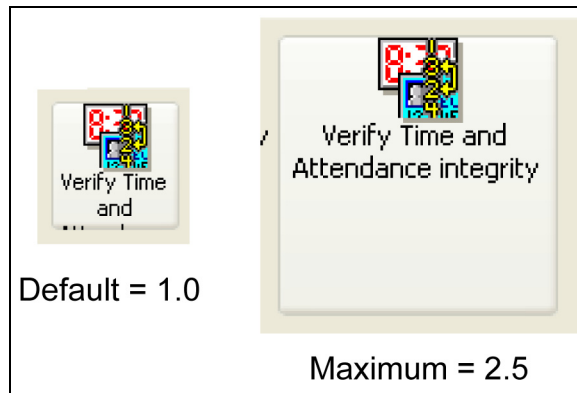 Verify Time
and
Default = 1.0
Verify Time and
Attendance integrity
Maximum = 2.5